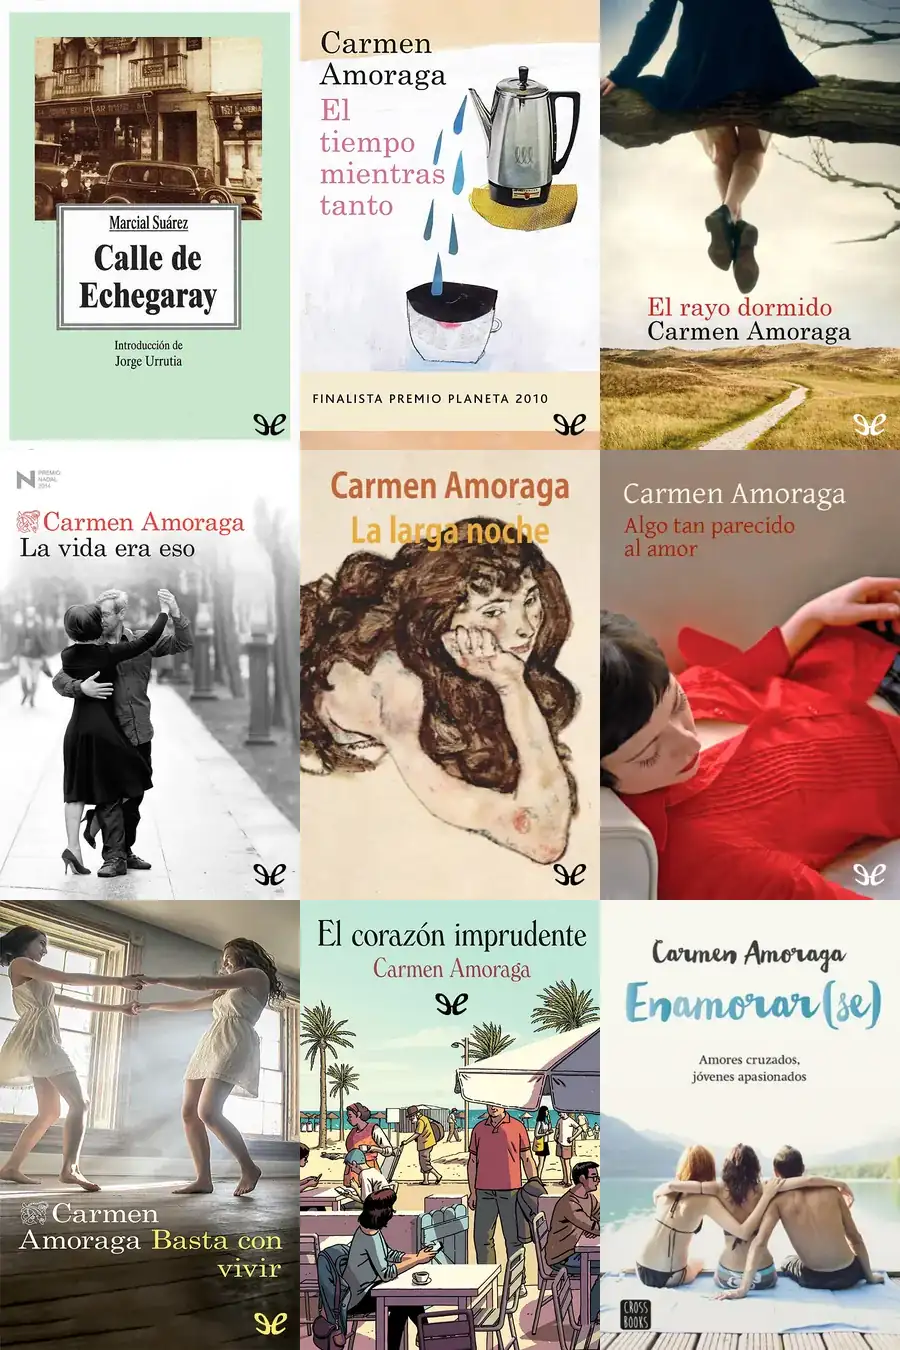 Marcial Suárez
Calle de
Echegaray
Introducción de
Jorge Urrutia
Carmen
Amoraga
El
tiempo
mientras
tanto
FINALISTA PREMIO PLANETA 2010
El rayo dormido
Carmen Amoraga
N PREMIO
NADAL
2014
Carmen Amoraga
La vida era eso
Carmen Amoraga
La larga noche
Carmen Amoraga
Algo tan parecido
al amor
Carmen
Amoraga Basta con
vivir
El corazón imprudente
Carmen Amoraga
Carmen Amoraga
Enamorar(se)
Amores cruzados,
jóvenes apasionados
CROSS
BOOKS